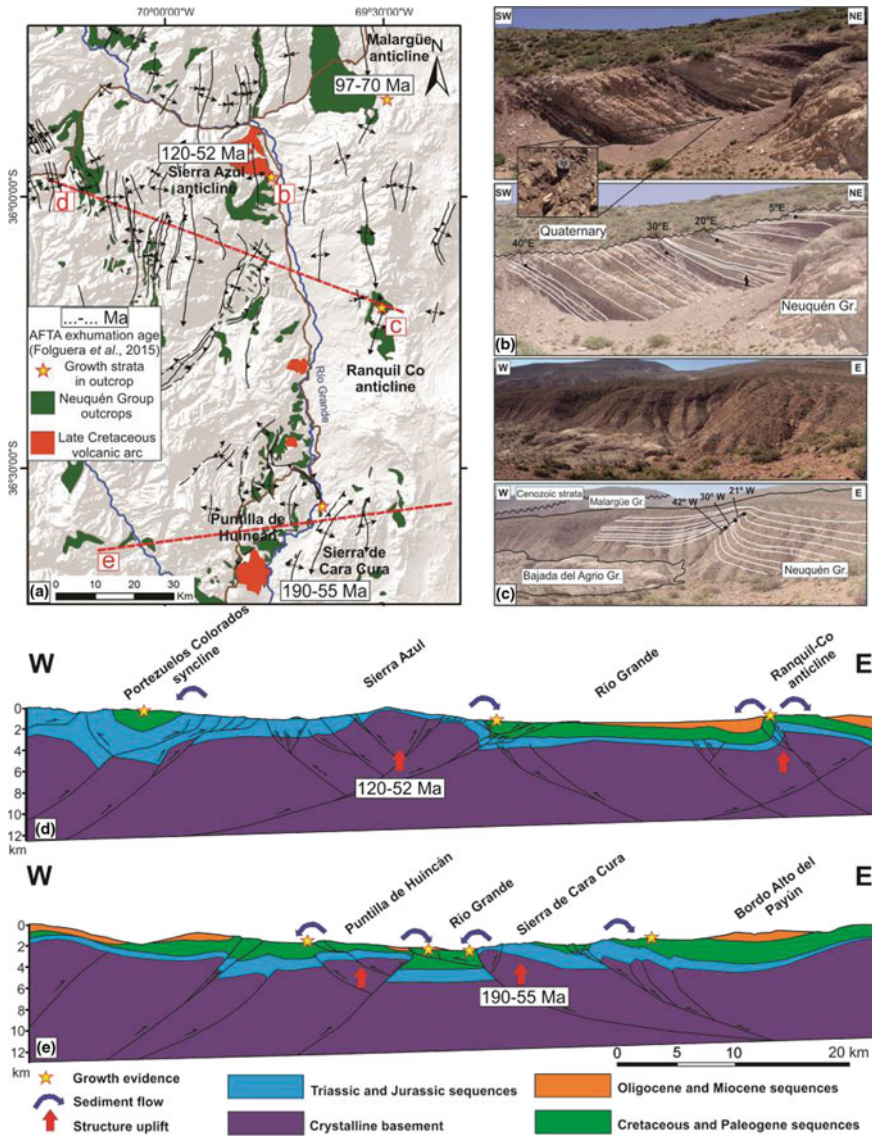 70°00'00"W
69°30'00"W
Malargüe
anticline
N
97-70 Ma
120-52 Ma
Sierra Azul
anticline
b
36°00'00"S
d
...-... Ma
AFTA exhumation age
(Folguera et al., 2015)
Growth strata
in outcrop
Neuquén Group
outcrops
Late Cretaceous
volcanic arc
c
Ranquil Co
anticline
Río Grande
36°30'00"S
Puntilla de
Huincán
e
Sierra de
Cara Cura
190-55 Ma
(a)
0 10 20 30
Km
SW
NE
SW
NE
Quaternary
40°E
30°E
20°E
5°E
Neuquén Gr.
(b)
W
E
W
E
Cenozoic strata
Malargüe Gr.
42° W
30° W
21° W
Bajada del Agrio Gr.
Neuquén Gr.
(c)
W
E
Portezuelos Colorados
syncline
Sierra Azul
Río Grande
Ranquil-Co
anticline
0
2
4
6
8
10
12
km
120-52 Ma
(d)
W
E
Puntilla de Huincán
Río Grande
Sierra de Cara Cura
Bordo Alto del
Payún
0
2
4
6
8
10
12
km
190-55 Ma
(e)
0 5 10 20 km
Growth evidence
Sediment flow
Structure uplift
Triassic and Jurassic sequences
Crystalline basement
Oligocene and Miocene sequences
Cretaceous and Paleogene sequences